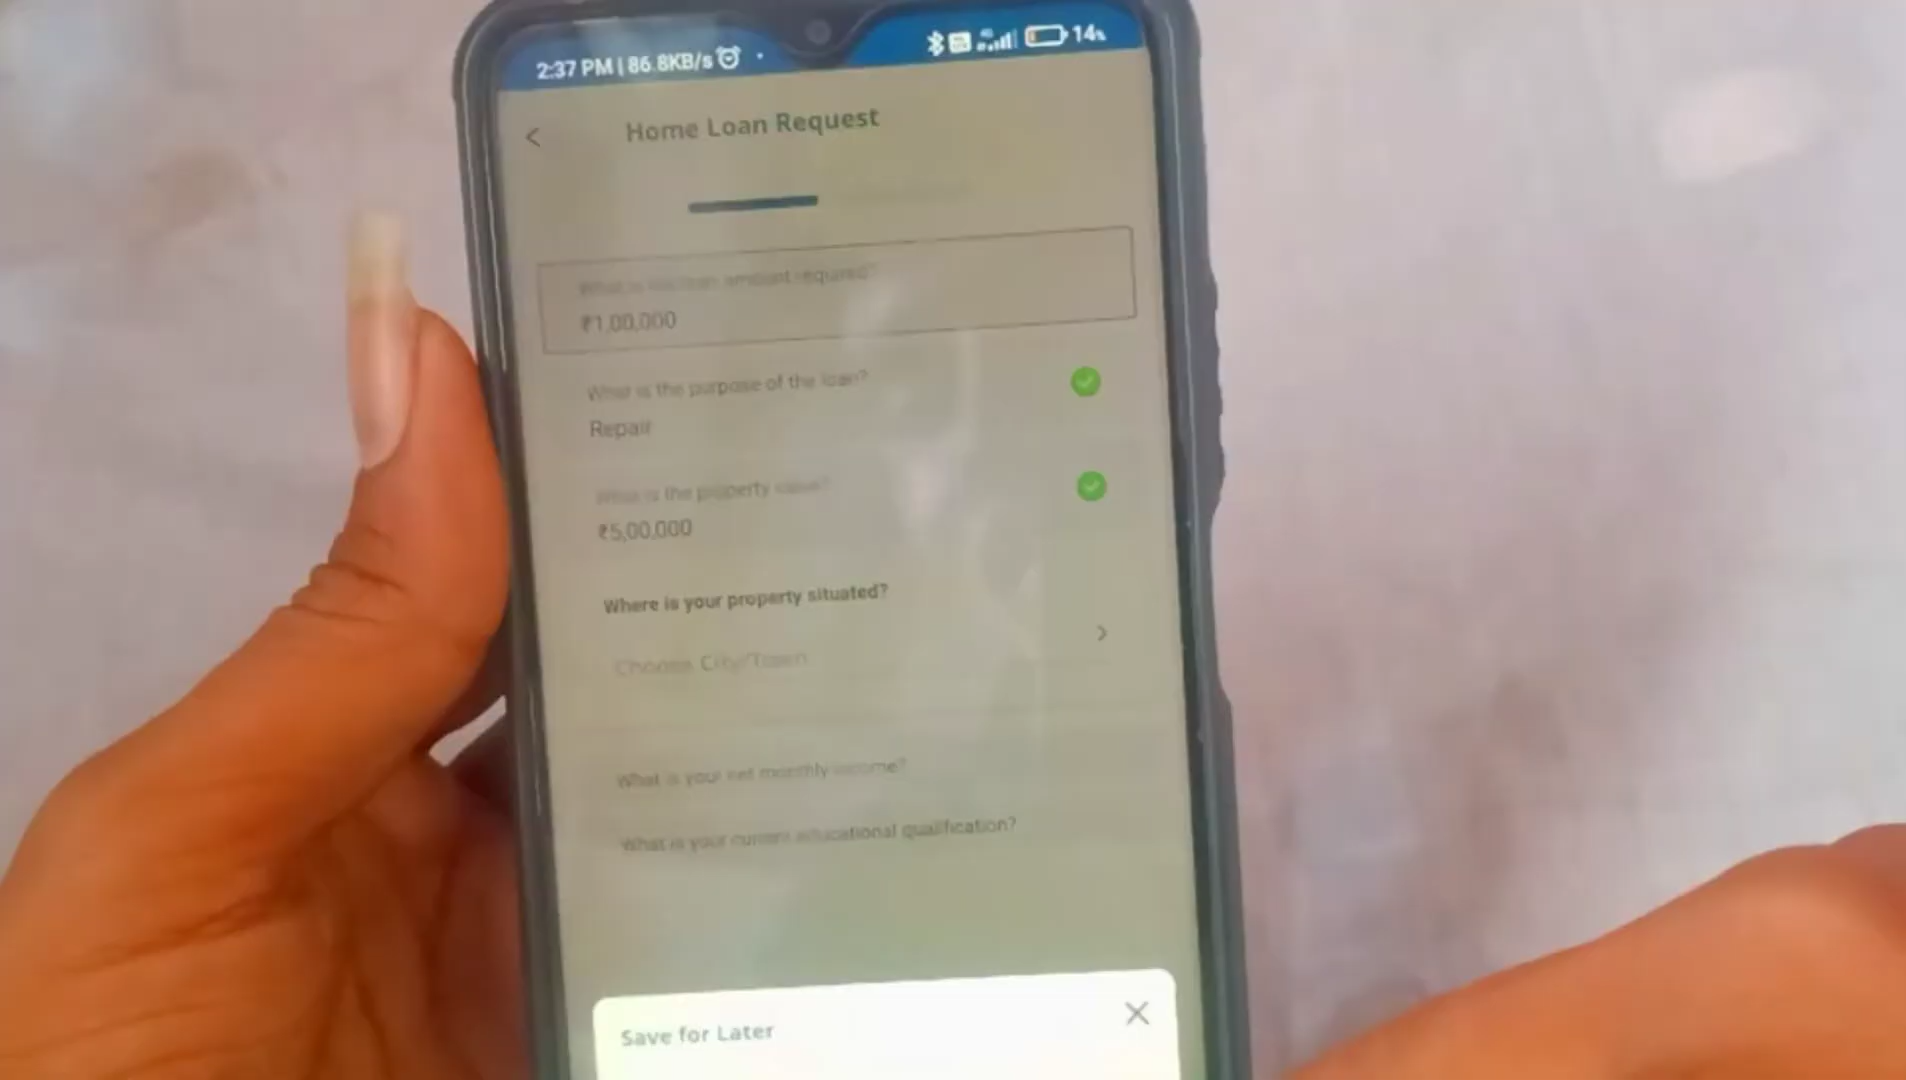 2:37 PM | 86.8KB/s
4G
14%
Home Loan Request
What is the loan amount required?
₹1,00,000
What is the purpose of the loan?
Repair
What is the property value?
₹5,00,000
Where is your property situated?
Choose City/Town
What is your net monthly income?
What is your current educational qualification?
Save for Later